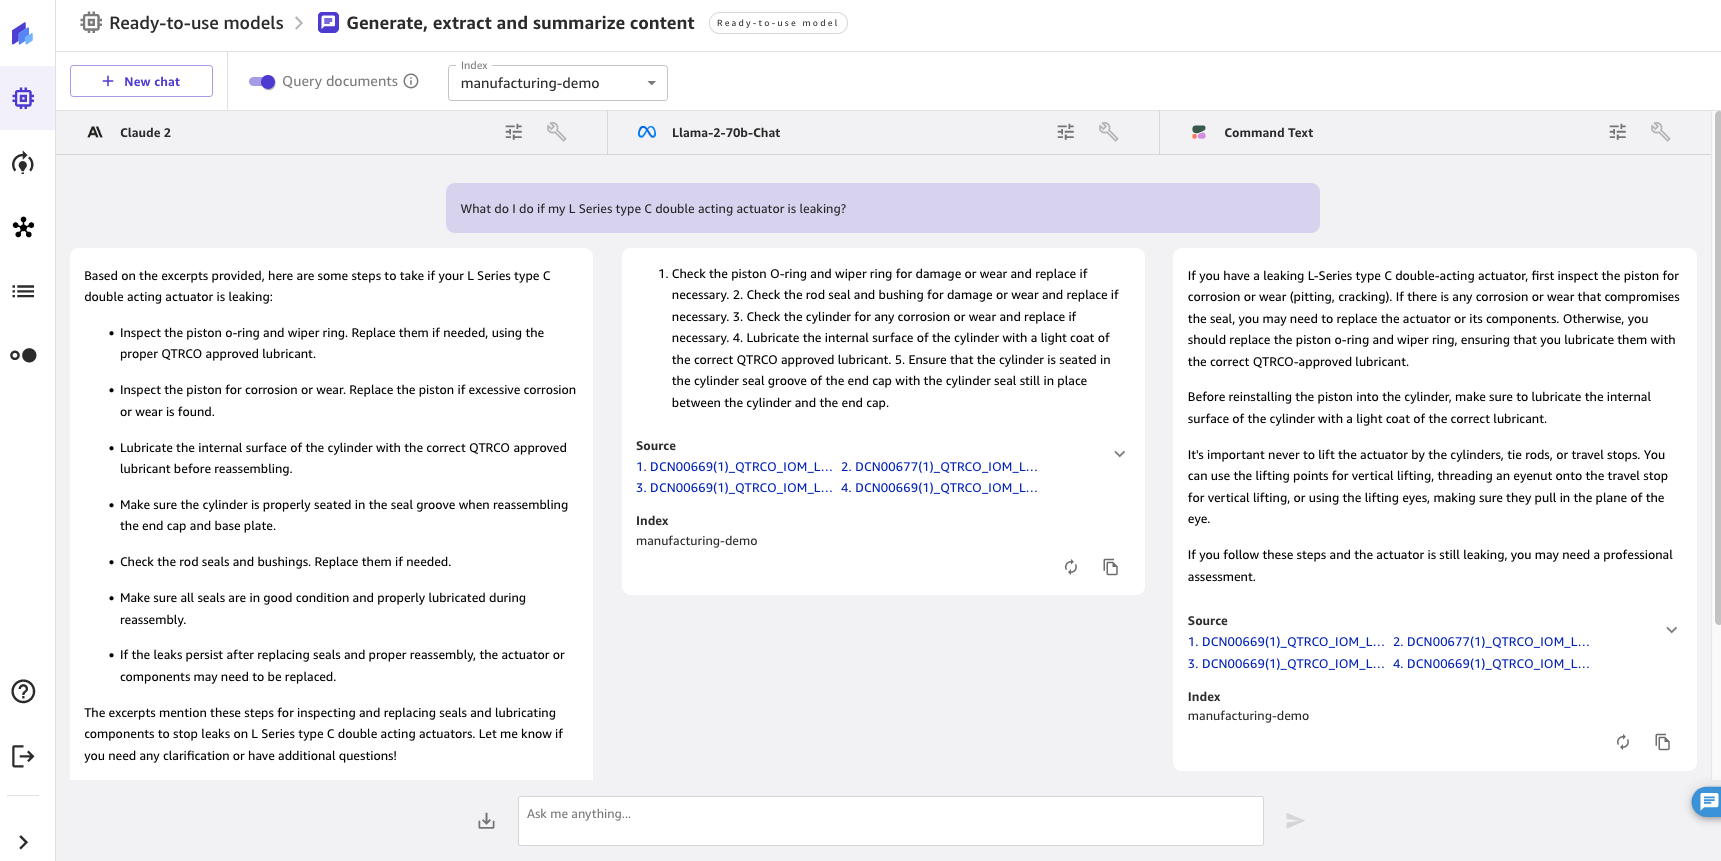 Ready-to-use models
Generate, extract and summarize content
Ready-to-use model
New chat
Query documents
Index
manufacturing-demo
Claude 2
Llama-2-70b-Chat
Command Text
What do I do if my L Series type C double acting actuator is leaking?
Based on the excerpts provided, here are some steps to take if your L Series type C
double acting actuator is leaking:
• Inspect the piston o-ring and wiper ring. Replace them if needed, using the
proper QTRCO approved lubricant.
• Inspect the piston for corrosion or wear. Replace the piston if excessive corrosion
or wear is found.
• Lubricate the internal surface of the cylinder with the correct QTRCO approved
lubricant before reassembling.
• Make sure the cylinder is properly seated in the seal groove when reassembling
the end cap and base plate.
• Check the rod seals and bushings. Replace them if needed.
• Make sure all seals are in good condition and properly lubricated during
reassembly.
• If the leaks persist after replacing seals and proper reassembly, the actuator or
components may need to be replaced.
The excerpts mention these steps for inspecting and replacing seals and lubricating
components to stop leaks on L Series type C double acting actuators. Let me know if
you need any clarification or have additional questions!
1. Check the piston O-ring and wiper ring for damage or wear and replace if
necessary. 2. Check the rod seal and bushing for damage or wear and replace if
necessary. 3. Check the cylinder for any corrosion or wear and replace if
necessary. 4. Lubricate the internal surface of the cylinder with a light coat of
the correct QTRCO approved lubricant. 5. Ensure that the cylinder is seated in
the cylinder seal groove of the end cap with the cylinder seal still in place
between the cylinder and the end cap.
Source
1. DCN00669(1)_QTRCO_IOM_L... 2. DCN00677(1)_QTRCO_IOM_L...
3. DCN00669(1)_QTRCO_IOM_L... 4. DCN00669(1)_QTRCO_IOM_L...
Index
manufacturing-demo
If you have a leaking L-Series type C double-acting actuator, first inspect the piston for
corrosion or wear (pitting, cracking). If there is any corrosion or wear that compromises
the seal, you may need to replace the actuator or its components. Otherwise, you
should replace the piston o-ring and wiper ring, ensuring that you lubricate them with
the correct QTRCO-approved lubricant.
Before reinstalling the piston into the cylinder, make sure to lubricate the internal
surface of the cylinder with a light coat of the correct lubricant.
It's important never to lift the actuator by the cylinders, tie rods, or travel stops. You
can use the lifting points for vertical lifting, threading an eyenut onto the travel stop
for vertical lifting, or using the lifting eyes, making sure they pull in the plane of the
eye.
If you follow these steps and the actuator is still leaking, you may need a professional
assessment.
Source
1. DCN00669(1)_QTRCO_IOM_L... 2. DCN00677(1)_QTRCO_IOM_L...
3. DCN00669(1)_QTRCO_IOM_L... 4. DCN00669(1)_QTRCO_IOM_L...
Index
manufacturing-demo
Ask me anything...